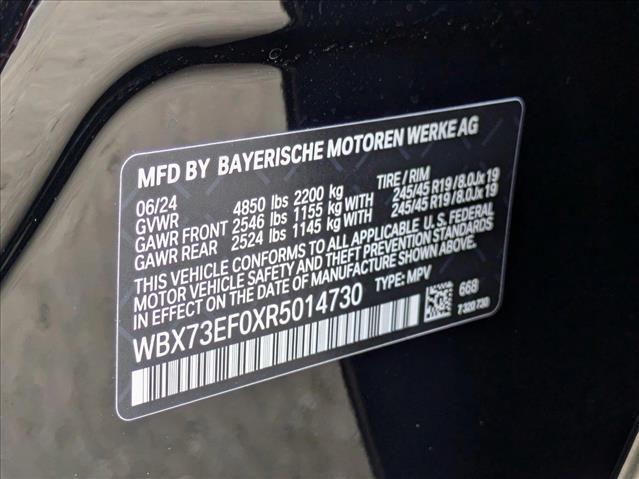 MFD BY BAYERISCHE MOTOREN WERKE AG
06/24 TIRE/RIM
GVWR 4850 lbs 2200 kg
GAWR FRONT 2546 lbs 1155 kg WITH 245/45 R19/8.0Jx19
GAWR REAR 2524 lbs 1145 kg WITH 245/45 R19/8.0Jx19
THIS VEHICLE CONFORMS TO ALL APPLICABLE U.S. FEDERAL
MOTOR VEHICLE SAFETY AND THEFT PREVENTION STANDARDS
IN EFFECT ON THE DATE OF MANUFACTURE SHOWN ABOVE.
WBX73EF0XR5014730 TYPE: MPV
668
7 320 730